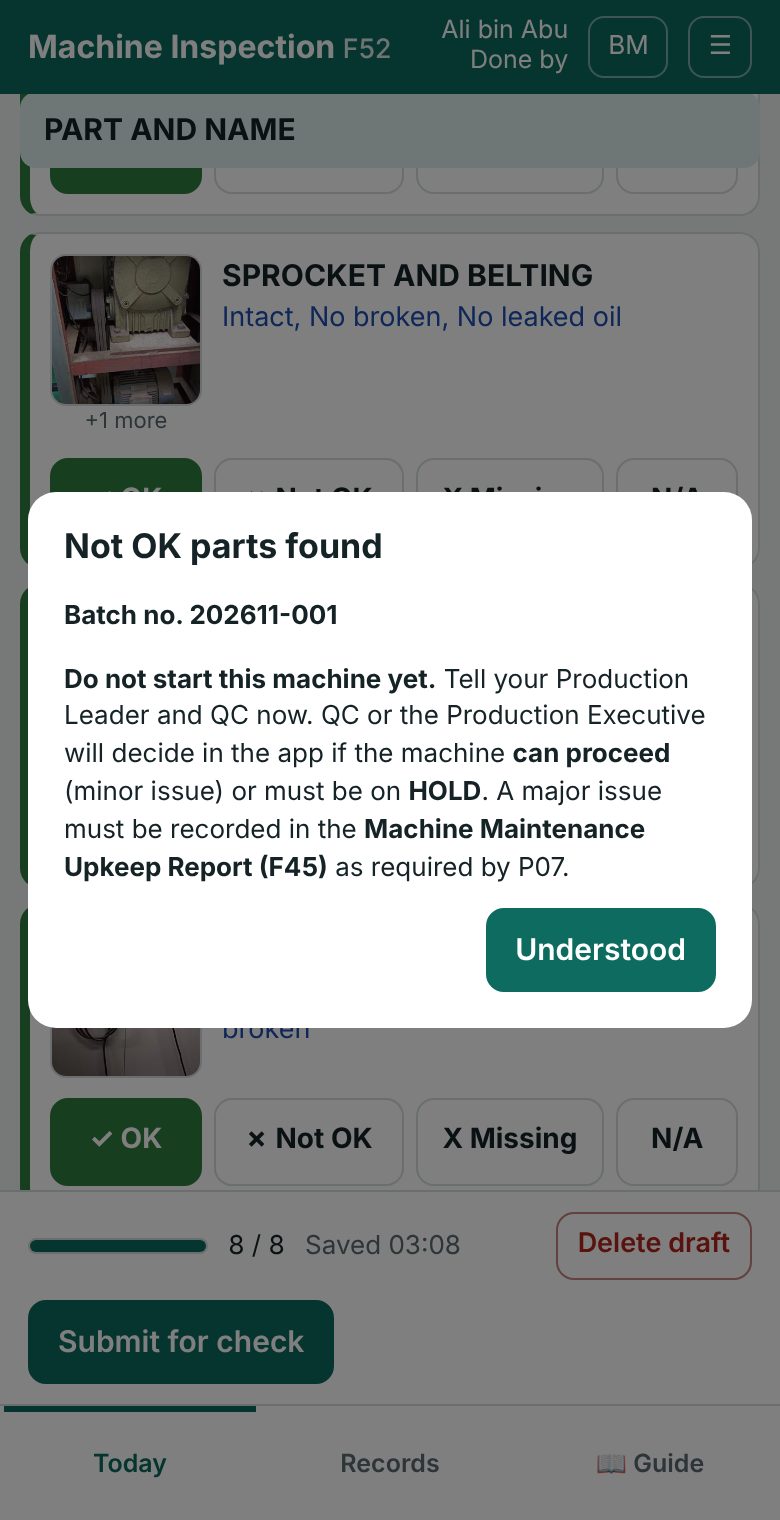 Machine Inspection F52
Ali bin Abu
Done by
BM
☰
PART AND NAME
SPROCKET AND BELTING
Intact, No broken, No leaked oil
+1 more
Not OK parts found
Batch no. 202611-001
Do not start this machine yet. Tell your Production
Leader and QC now. QC or the Production Executive
will decide in the app if the machine can proceed
(minor issue) or must be on HOLD. A major issue
must be recorded in the Machine Maintenance
Upkeep Report (F45) as required by P07.
Understood
broken
✓ OK × Not OK X Missing N/A
8 / 8 Saved 03:08 Delete draft
Submit for check
Today Records 📖 Guide